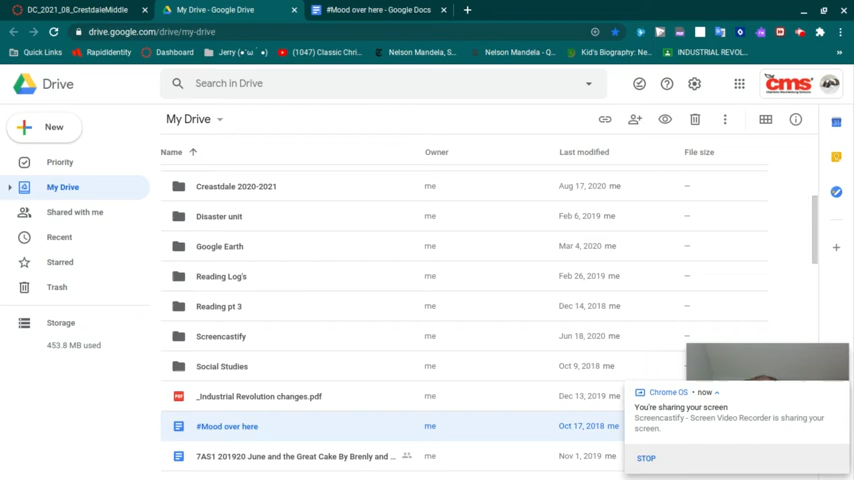 DC_2021_08_CrestdaleMiddle
My Drive - Google Drive
#Mood over here - Google Docs
drive.google.com/drive/my-drive
Quick Links
RapidIdentity
Dashboard
Jerry (●'ω'●)
(1047) Classic Chri...
Nelson Mandela, S...
Nelson Mandela - Q...
Kid's Biography: Ne...
INDUSTRIAL REVOL...
Drive
Search in Drive
cms
New
My Drive
Priority
My Drive
Shared with me
Recent
Starred
Trash
Storage
453.8 MB used
Name Owner Last modified File size
Creastdale 2020-2021 me Aug 17, 2020 me —
Disaster unit me Feb 6, 2019 me —
Google Earth me Mar 4, 2020 me —
Reading Log's me Feb 26, 2019 me —
Reading pt 3 me Dec 14, 2018 me —
Screencastify me Jun 18, 2020 me —
Social Studies me Oct 9, 2018 me
_Industrial Revolution changes.pdf me Dec 13, 2019 me
#Mood over here me Oct 17, 2018 me
7AS1 201920 June and the Great Cake By Brenly and ... me Nov 1, 2019 me
Chrome OS • now
You're sharing your screen
Screencastify - Screen Video Recorder is sharing your
screen.
STOP